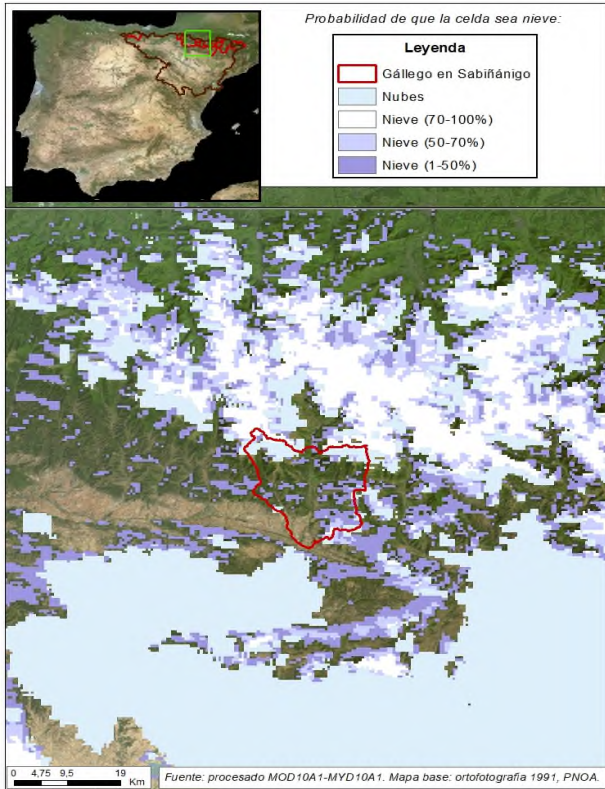 Probabilidad de que la celda sea nieve:
Leyenda
Gállego en Sabiñánigo
Nubes
Nieve (70-100%)
Nieve (50-70%)
Nieve (1-50%)
0 4,75 9,5 19
Km
Fuente: procesado MOD10A1-MYD10A1. Mapa base: ortofotografía 1991, PNOA.